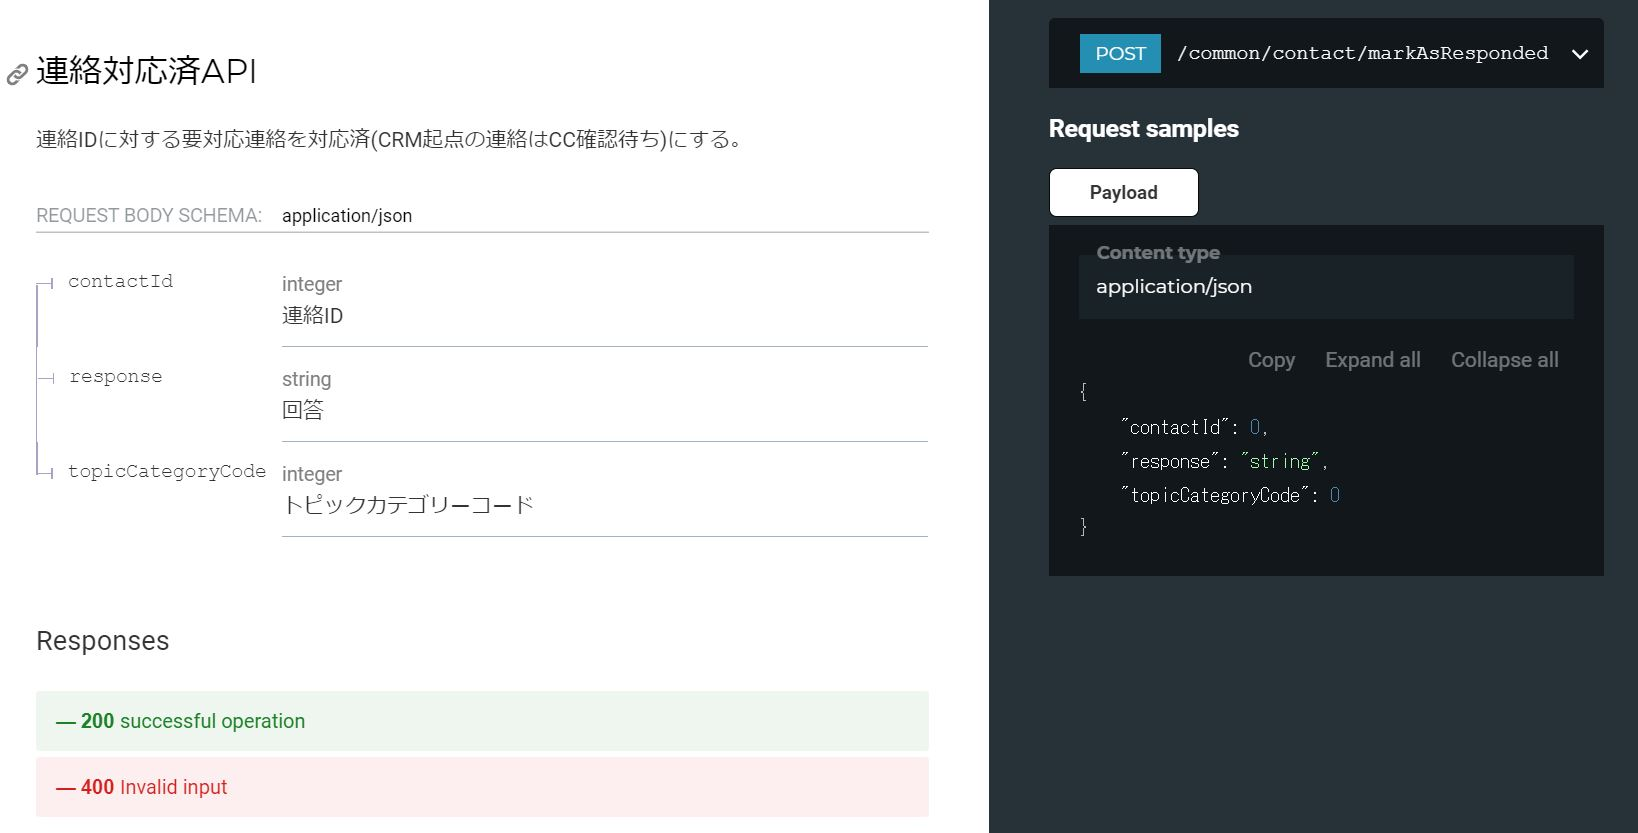 連絡対応済API
連絡IDに対する要対応連絡を対応済(CRM起点の連絡はCC確認待ち)にする。
REQUEST BODY SCHEMA: application/json
contactId integer
連絡ID
response string
回答
topicCategoryCode integer
トピックカテゴリーコード
Responses
— 200 successful operation
— 400 Invalid input
POST /common/contact/markAsResponded
Request samples
Payload
Content type
application/json
Copy Expand all Collapse all
{
"contactId": 0,
"response": "string",
"topicCategoryCode": 0
}